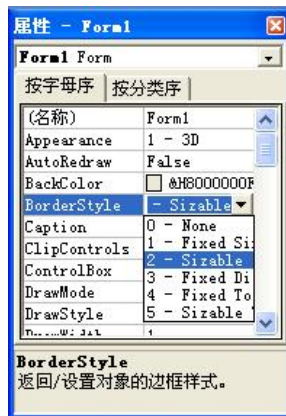 属性 - Form1
Form1 Form
按字母序 按分类序
(名称) Form1
Appearance 1 - 3D
AutoRedraw False
BackColor &H8000000F
BorderStyle - Sizable
Caption 0 - None
ClipControls 1 - Fixed Si
2 - Sizable
ControlBox 3 - Fixed Di
DrawMode 4 - Fixed To
DrawStyle 5 - Sizable
BorderStyle
返回/设置对象的边框样式。